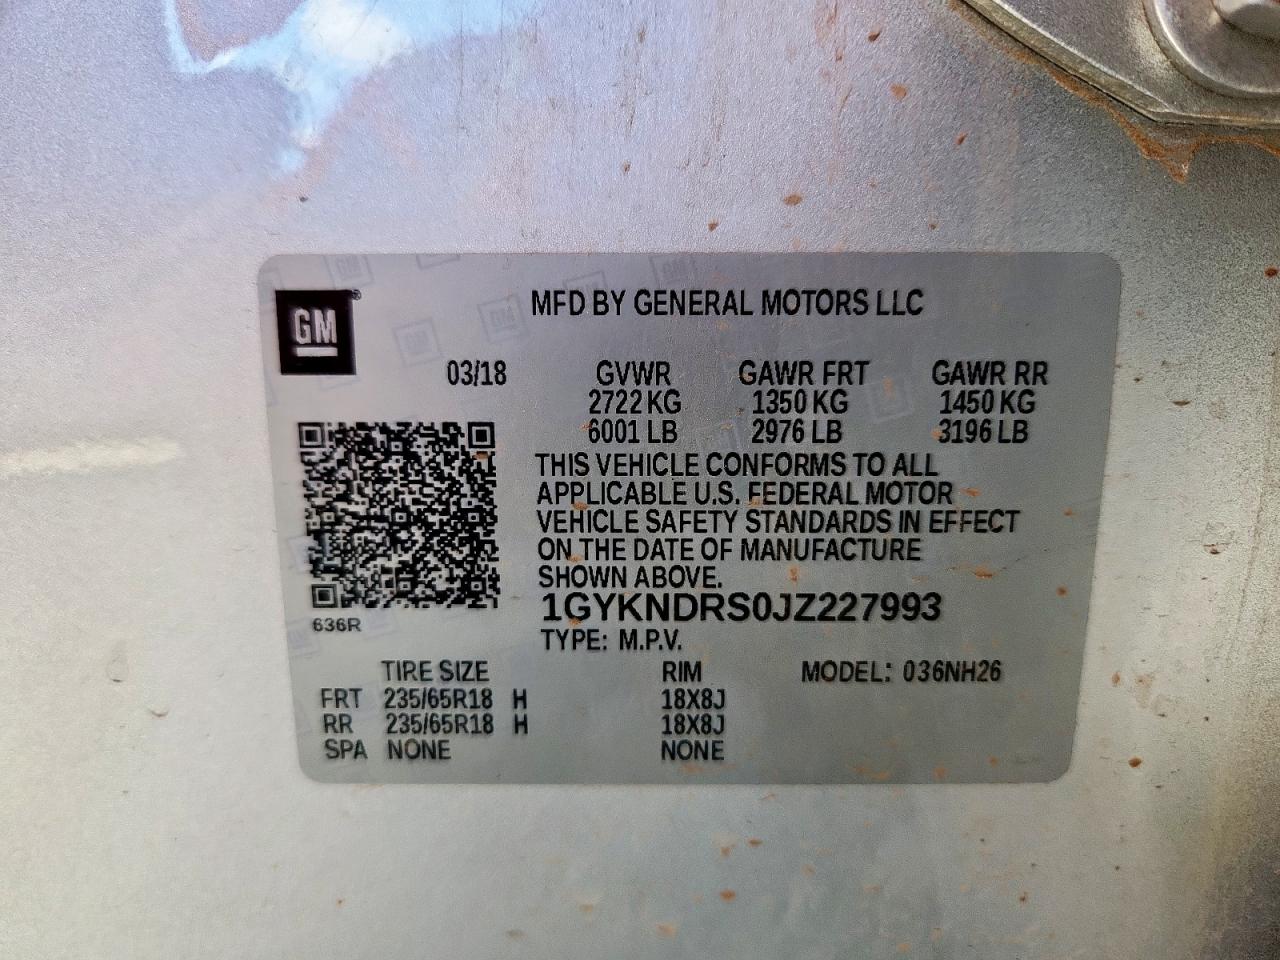 GM ®
MFD BY GENERAL MOTORS LLC
03/18 GVWR GAWR FRT GAWR RR
2722 KG 1350 KG 1450 KG
6001 LB 2976 LB 3196 LB
THIS VEHICLE CONFORMS TO ALL
APPLICABLE U.S. FEDERAL MOTOR
VEHICLE SAFETY STANDARDS IN EFFECT
ON THE DATE OF MANUFACTURE
SHOWN ABOVE.
1GYKNDRS0JZ227993
636R
TYPE: M.P.V.
TIRE SIZE RIM MODEL: 036NH26
FRT 235/65R18 H 18X8J
RR 235/65R18 H 18X8J
SPA NONE NONE